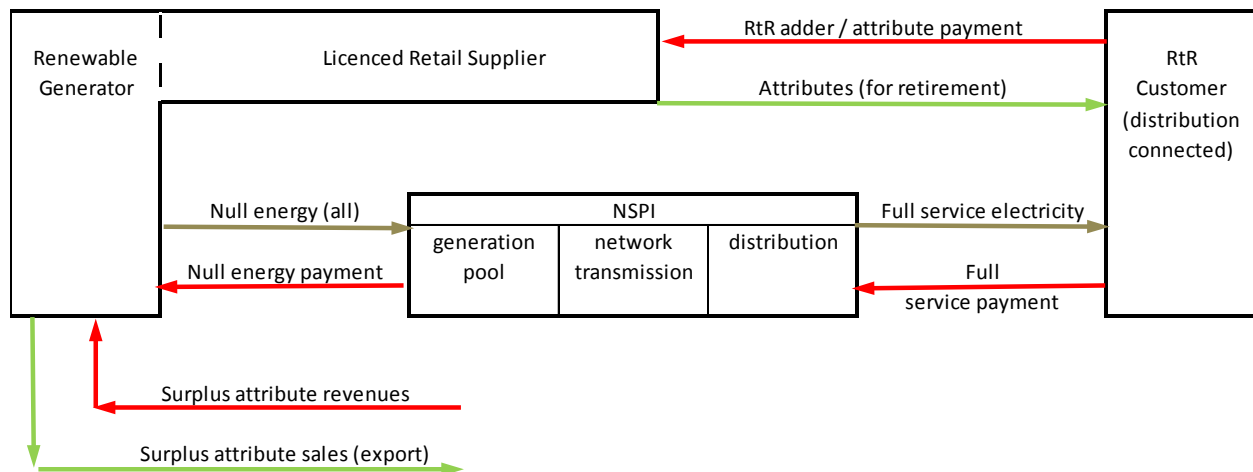 Renewable
Generator
Licenced Retail Supplier
RtR adder / attribute payment
Attributes (for retirement)
RtR
Customer
(distribution
connected)
Null energy (all)
Null energy payment
NSPI
generation
pool
network
transmission
distribution
Full service electricity
Full
service payment
Surplus attribute revenues
Surplus attribute sales (export)